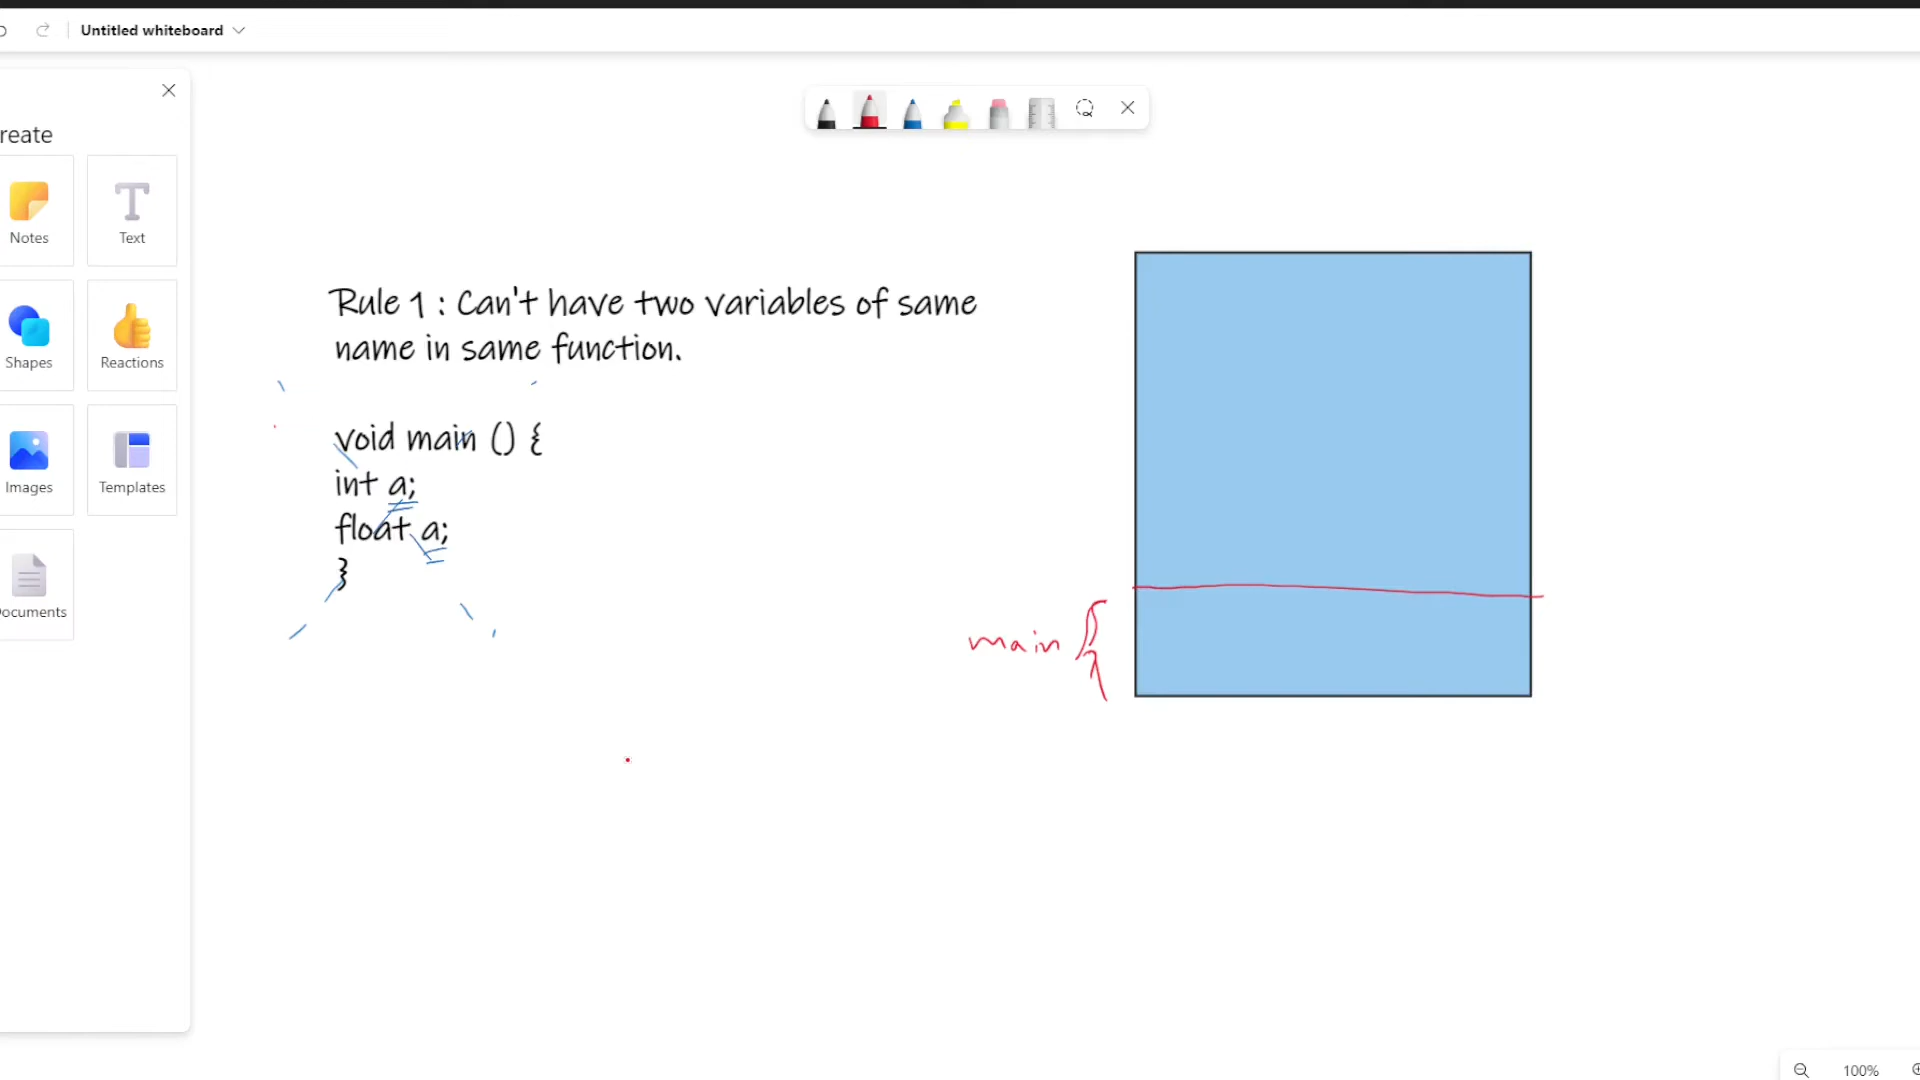 Untitled whiteboard
reate
Notes
Text
Shapes
Reactions
Images
Templates
ocuments
Rule 1 : Can't have two variables of same
name in same function.
void main () {
int a;
float a;
}
main
100%